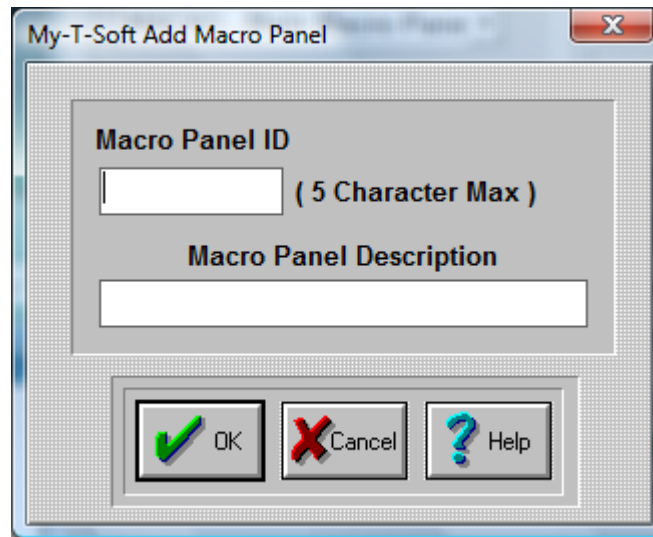 My-T-Soft Add Macro Panel
Macro Panel ID
( 5 Character Max )
Macro Panel Description
OK Cancel Help